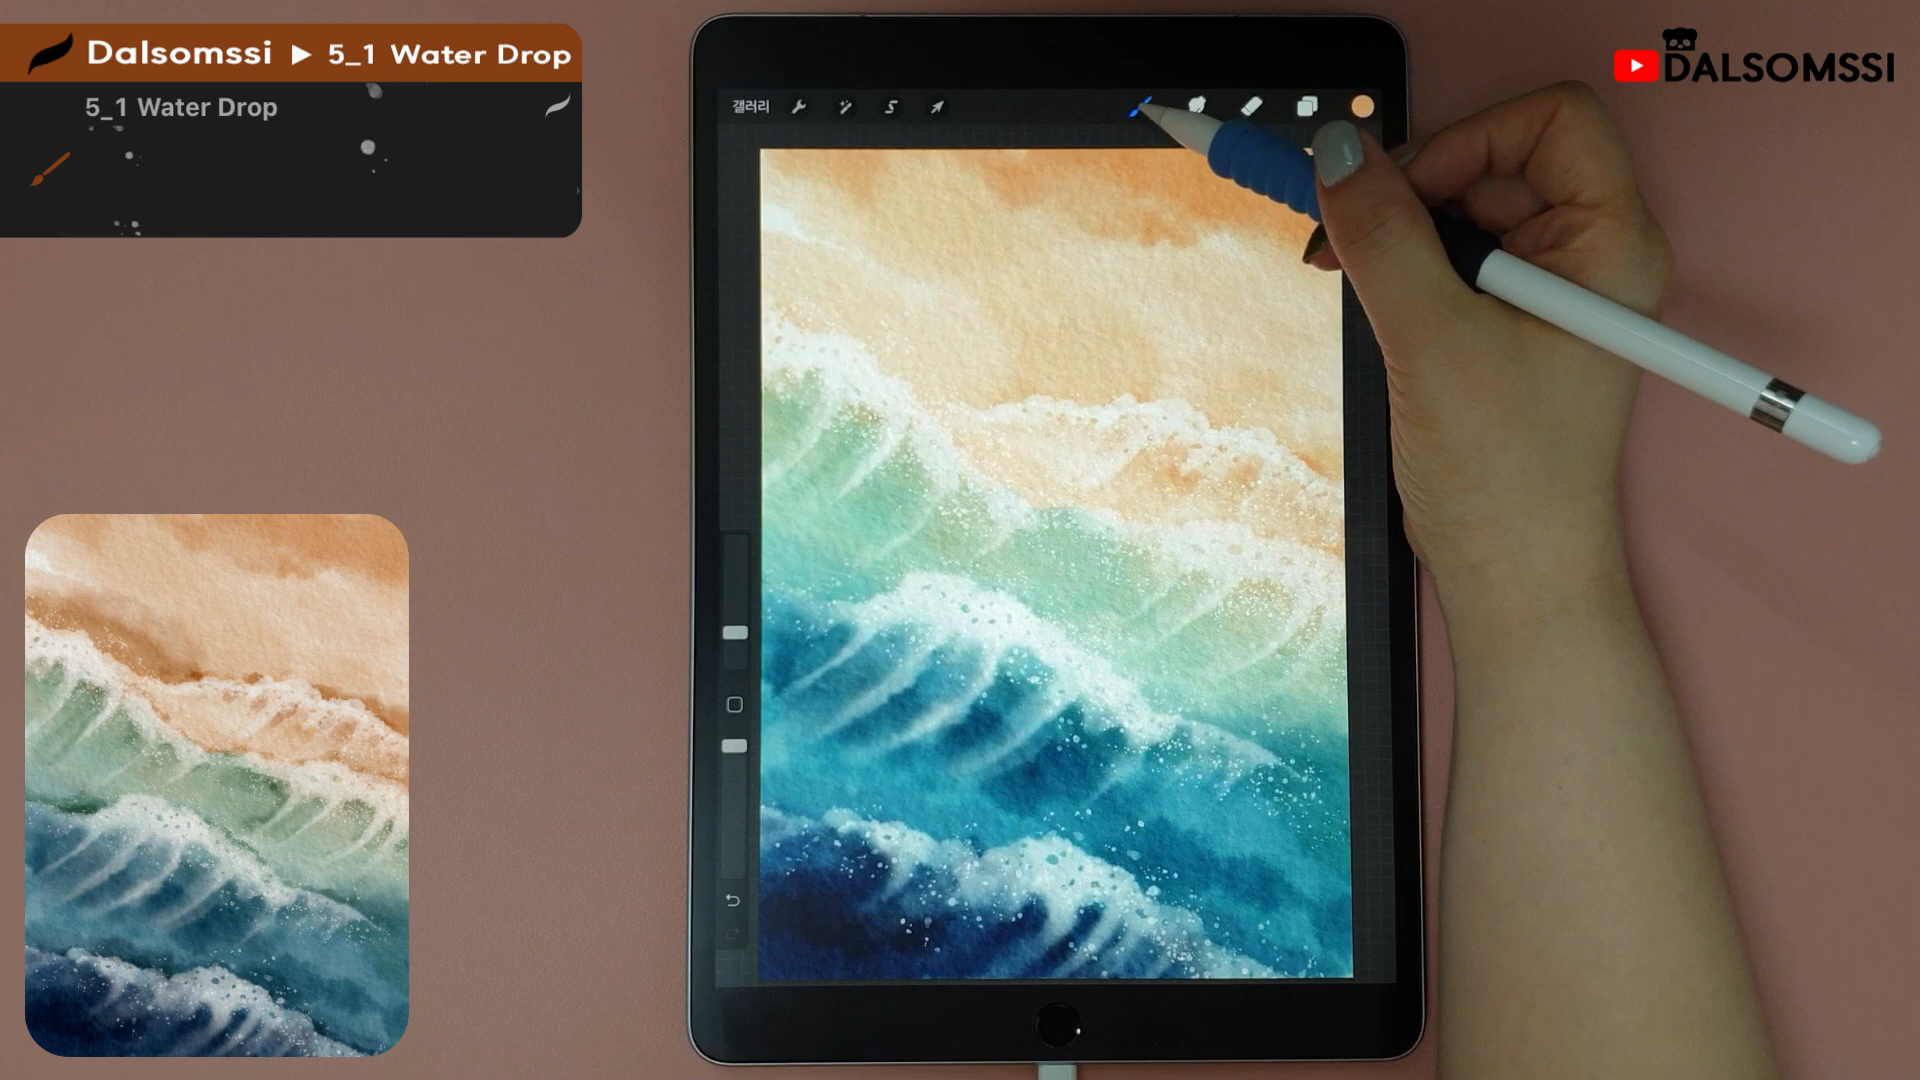 Dalsomssi ▶ 5_1 Water Drop
5_1 Water Drop
갤러리
DALSOMSSI